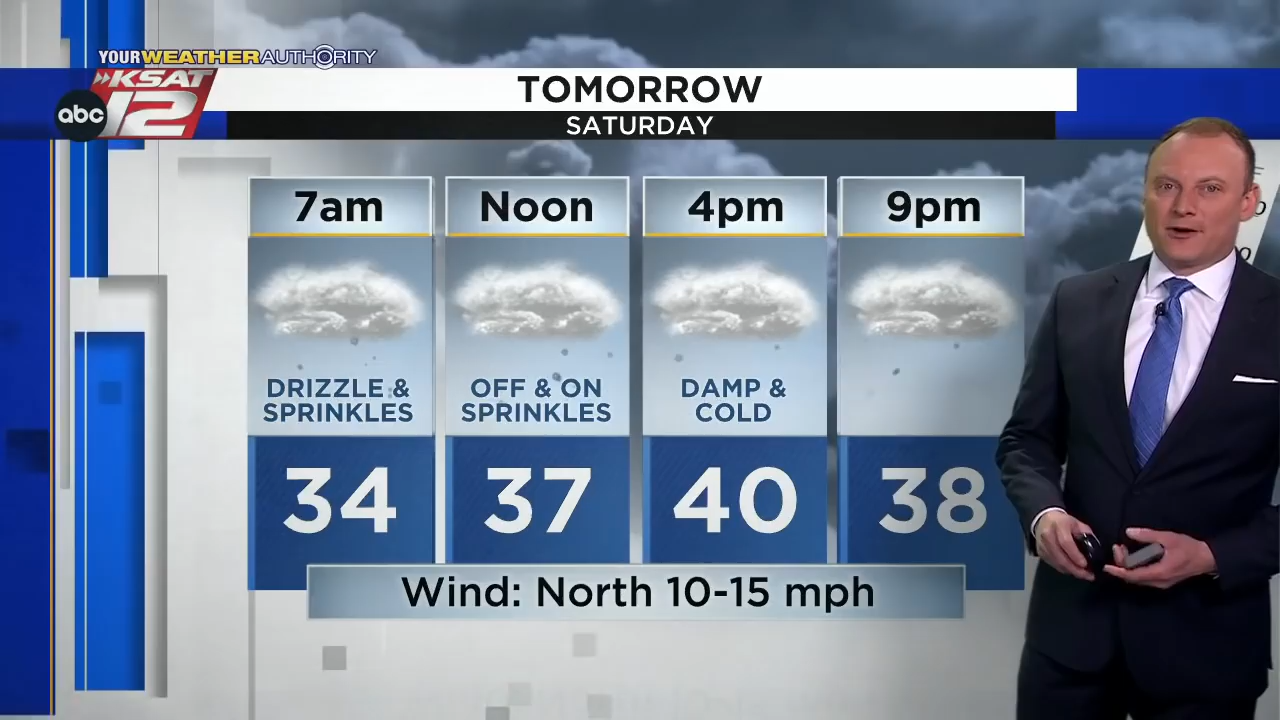 YOURWEATHERAUTHORITY
KSAT
abc 12
TOMORROW
SATURDAY
7am Noon 4pm 9pm
DRIZZLE & OFF & ON DAMP &
SPRINKLES SPRINKLES COLD
34 37 40 38
Wind: North 10-15 mph